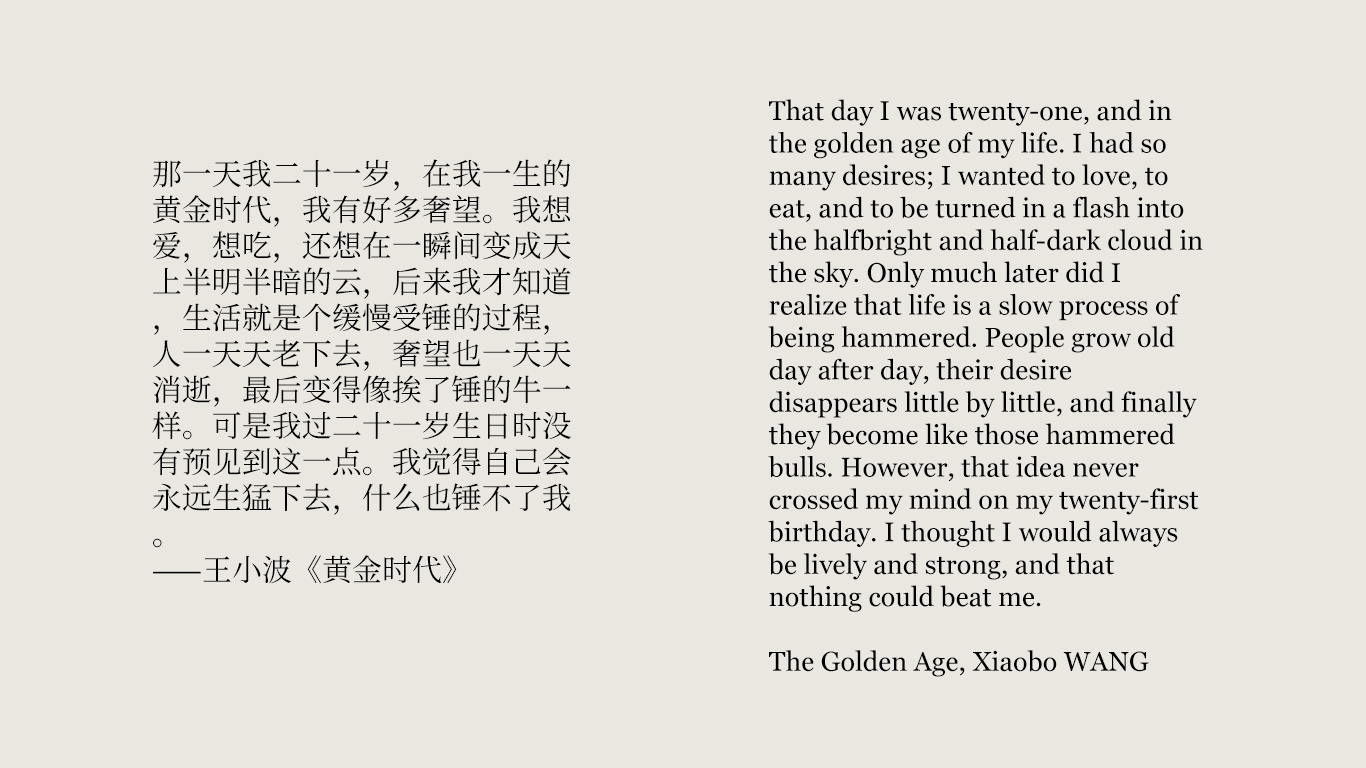 那一天我二十一岁，在我一生的
黄金时代，我有好多奢望。我想
爱，想吃，还想在一瞬间变成天
上半明半暗的云，后来我才知道
，生活就是个缓慢受锤的过程，
人一天天老下去，奢望也一天天
消逝，最后变得像挨了锤的牛一
样。可是我过二十一岁生日时没
有预见到这一点。我觉得自己会
永远生猛下去，什么也锤不了我
。
——王小波《黄金时代》
That day I was twenty-one, and in
the golden age of my life. I had so
many desires; I wanted to love, to
eat, and to be turned in a flash into
the halfbright and half-dark cloud in
the sky. Only much later did I
realize that life is a slow process of
being hammered. People grow old
day after day, their desire
disappears little by little, and finally
they become like those hammered
bulls. However, that idea never
crossed my mind on my twenty-first
birthday. I thought I would always
be lively and strong, and that
nothing could beat me.
The Golden Age, Xiaobo WANG